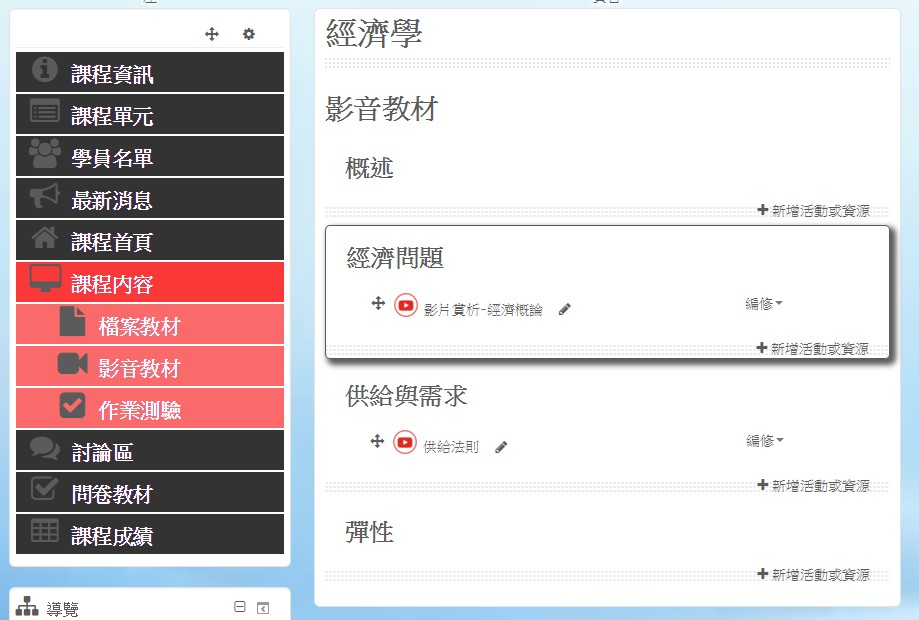 課程資訊
課程單元
學員名單
最新消息
課程首頁
課程內容
檔案教材
影音教材
作業測驗
討論區
問卷教材
課程成績
導覽
經濟學
影音教材
概述
新增活動或資源
經濟問題
影片賞析-經濟概論
編修
新增活動或資源
供給與需求
供給法則
編修
新增活動或資源
彈性
新增活動或資源